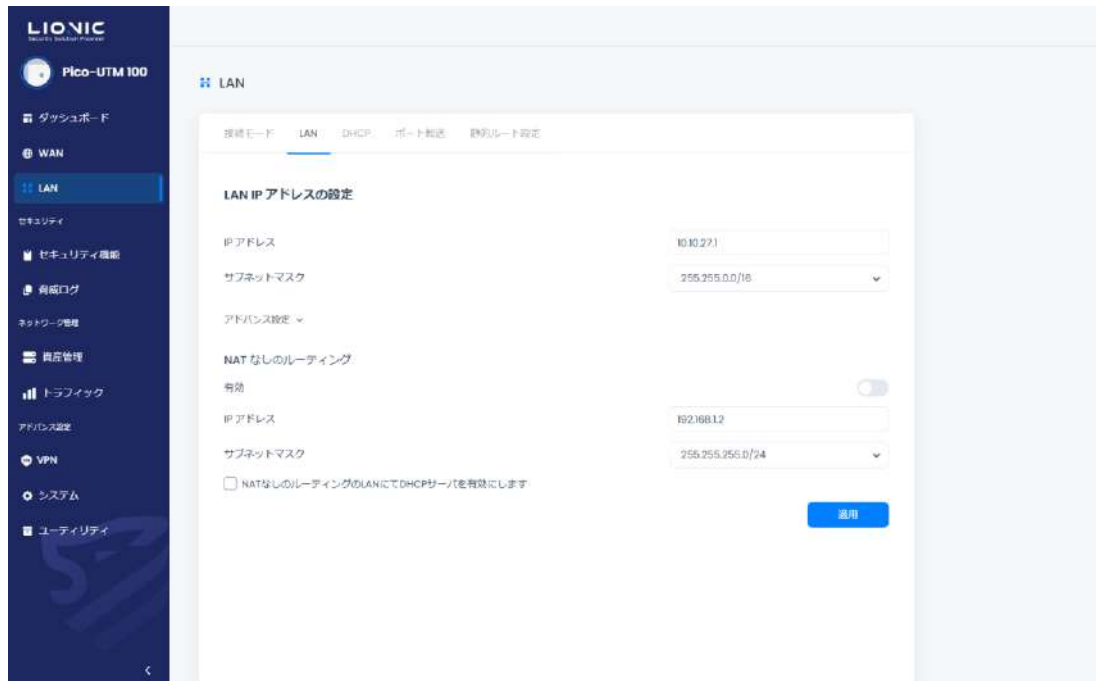 LIONIC
Security Solution Pioneer
Pico-UTM 100
ダッシュボード
WAN
LAN
セキュリティ
セキュリティ機能
脅威ログ
ネットワーク管理
資産管理
トラフィック
アドバンス設定
VPN
システム
ユーティリティ
LAN
接続モード LAN DHCP ポート転送 静的ルート設定
LAN IP アドレスの設定
IP アドレス 10.10.27.1
サブネットマスク 255.255.0.0/16
アドバンス設定
NAT なしのルーティング
有効
IP アドレス 192.168.1.2
サブネットマスク 255.255.255.0/24
NATなしのルーティングのLANにてDHCPサーバを有効にします
適用